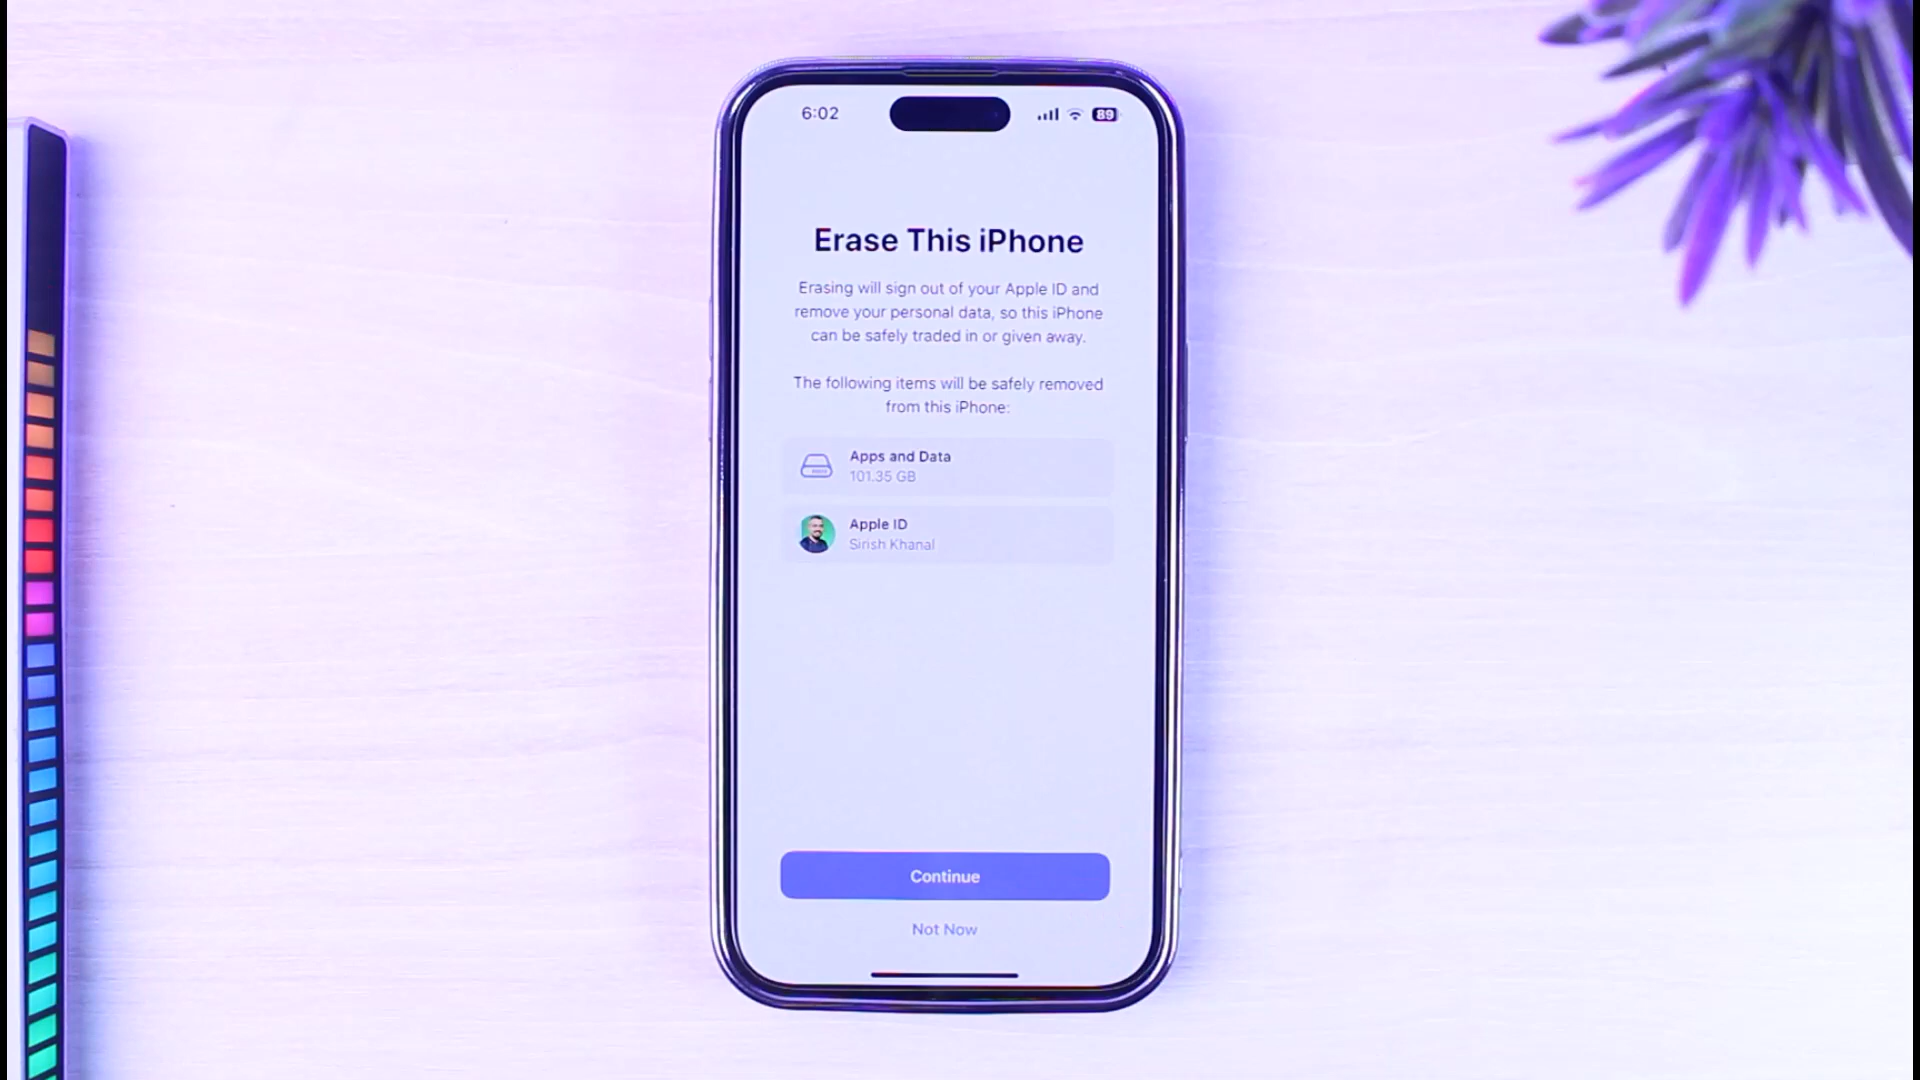 6:02
89
Erase This iPhone
Erasing will sign out of your Apple ID and
remove your personal data, so this iPhone
can be safely traded in or given away.
The following items will be safely removed
from this iPhone:
Apps and Data
101.35 GB
Apple ID
Sirish Khanal
Continue
Not Now